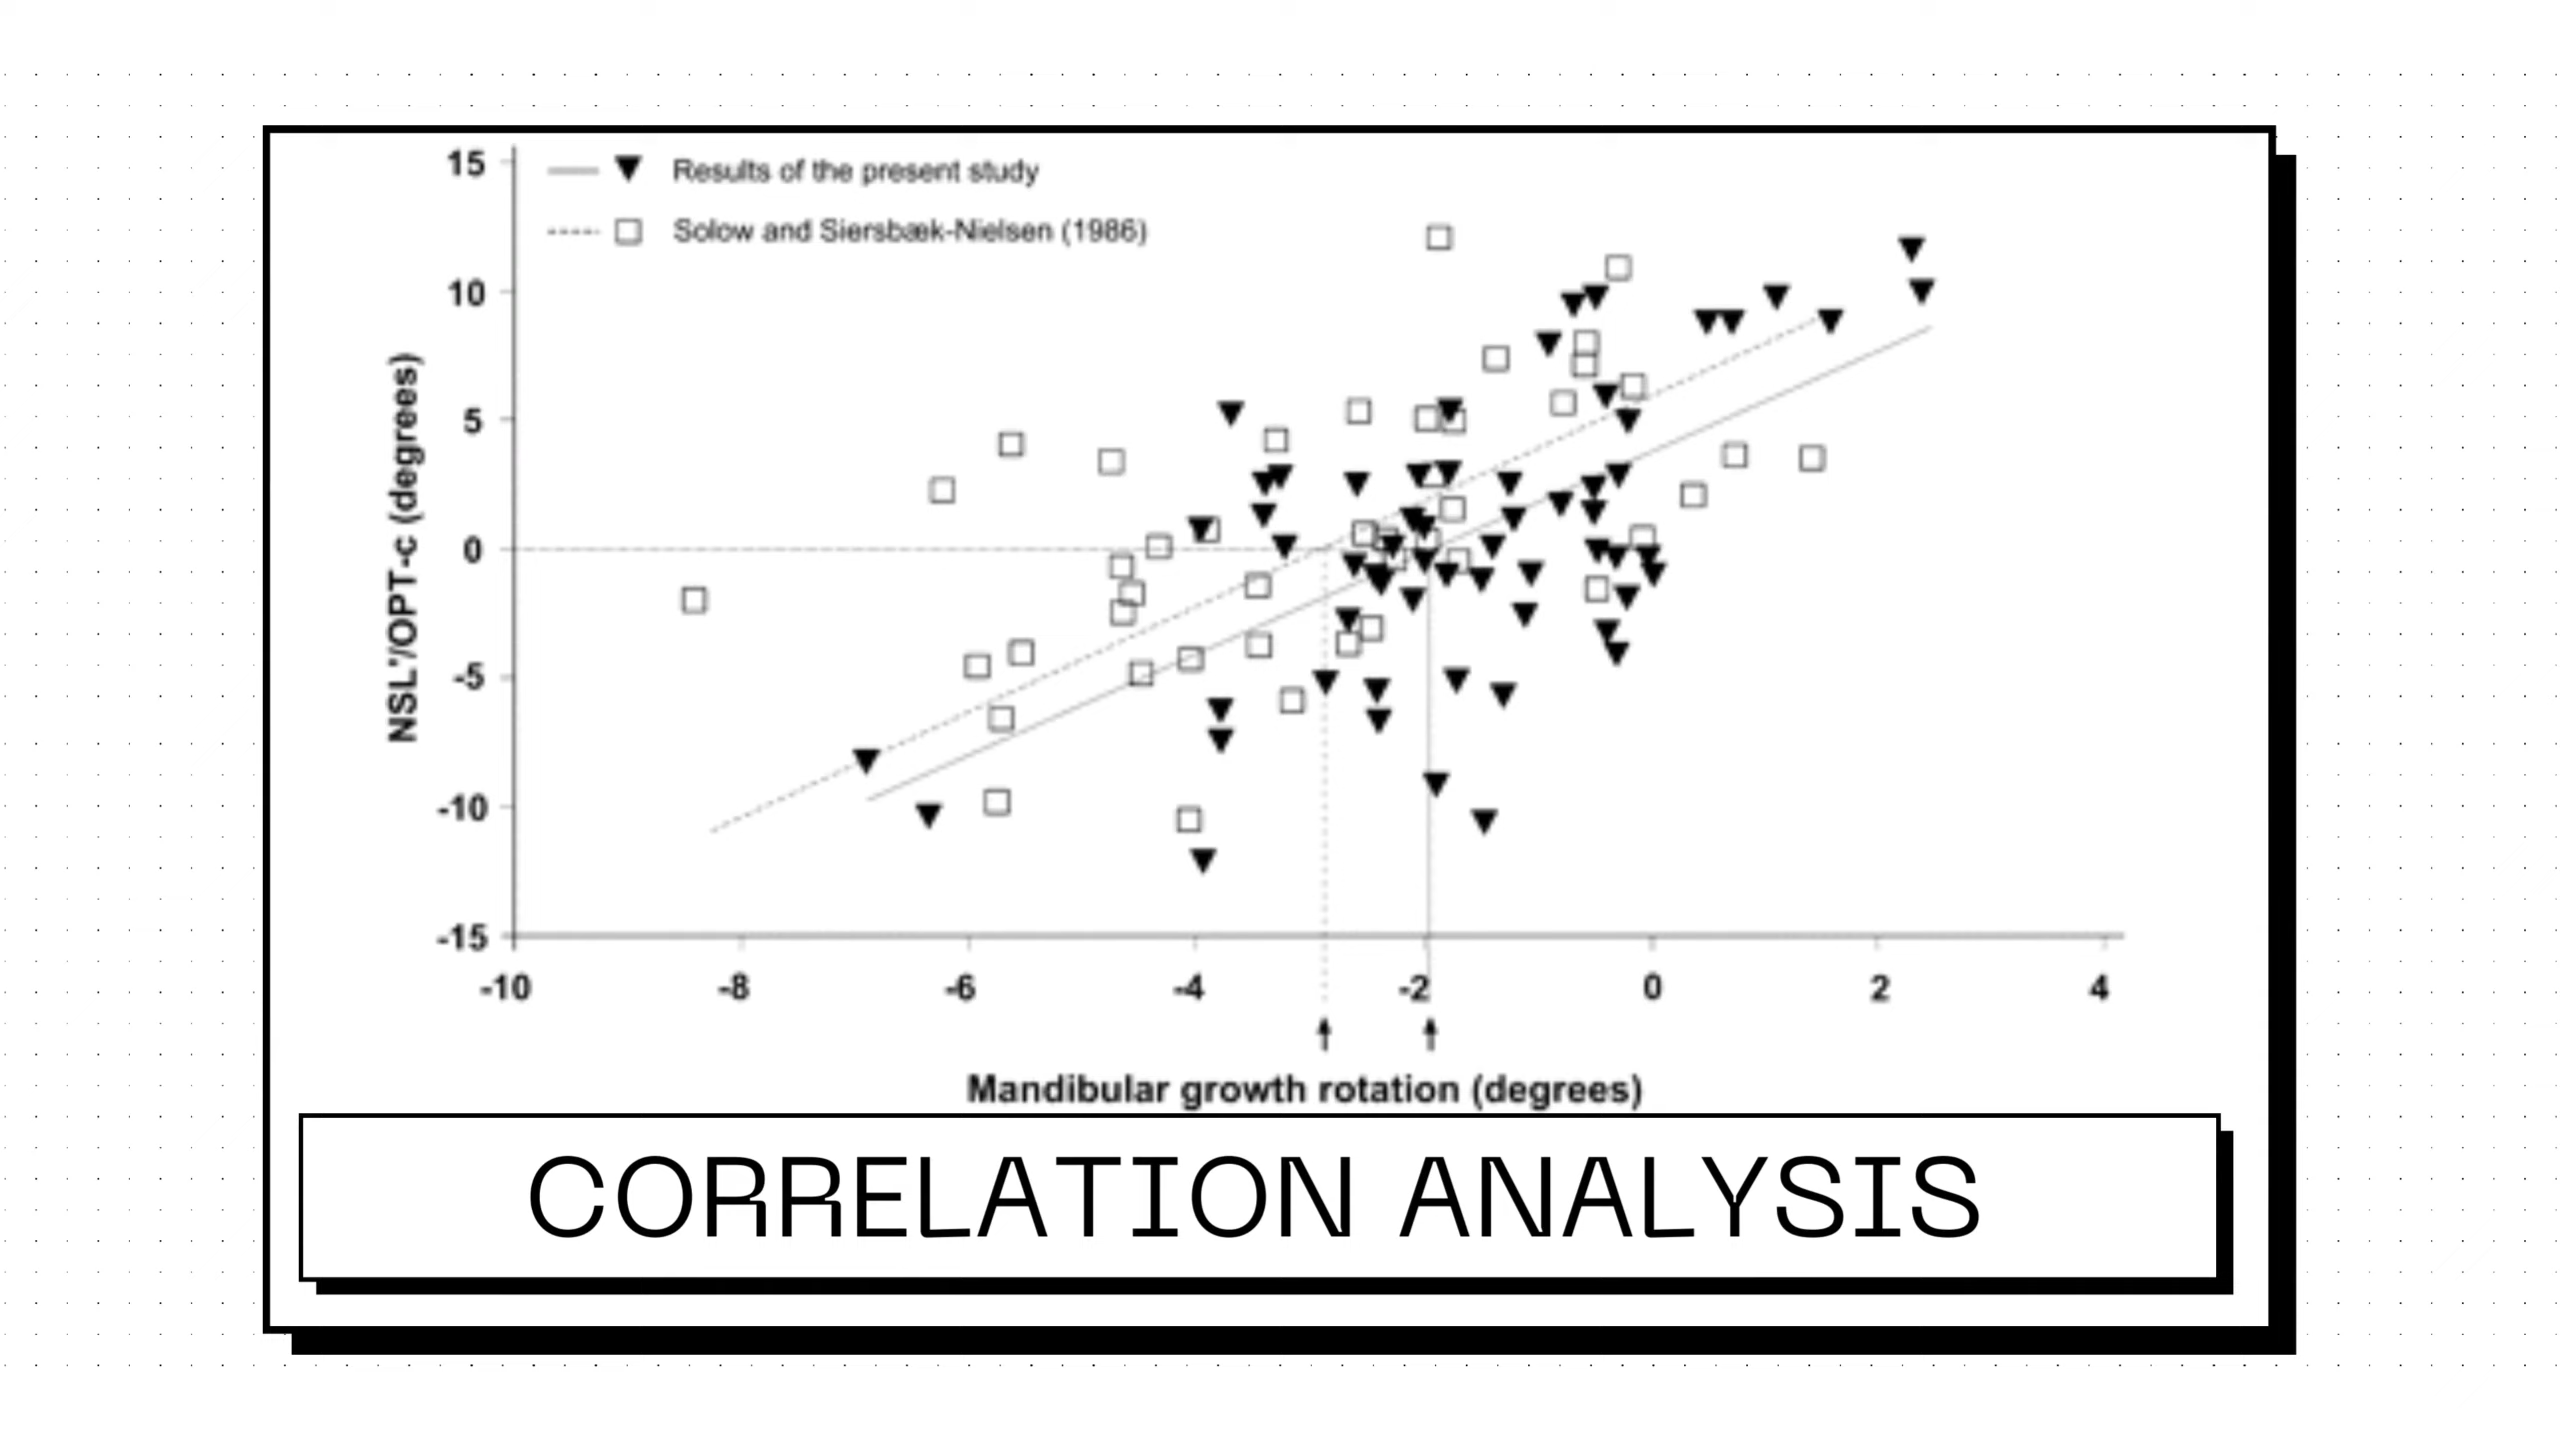 15
Results of the present study
Solow and Siersbæk-Nielsen (1986)
10
5
0
-5
-10
-15
NSL'/OPT-c (degrees)
-10 -8 -6 -4 -2 0 2 4
Mandibular growth rotation (degrees)
CORRELATION ANALYSIS